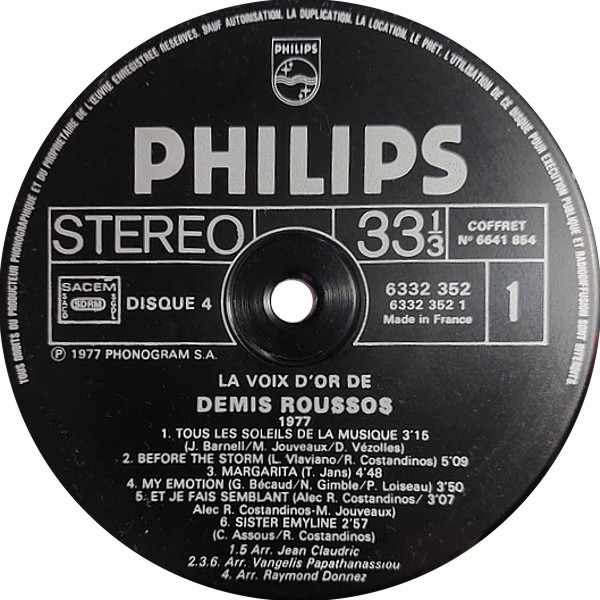 TOUS DROITS DU PRODUCTEUR PHONOGRAPHIQUE ET DU PROPRIETAIRE DE L'ŒUVRE ENREGISTREE RESERVES. SAUF AUTORISATION. LA DUPLICATION, LA LOCATION, LE PRET, L'UTILISATION DE CE DISQUE POUR EXECUTION PUBLIQUE ET RADIODIFFUSION SONT INTERDITS
PHILIPS
PHILIPS
STEREO
33 1/3
COFFRET
N° 6641 854
SACEM
SACD
SDRM
SGDL
DISQUE 4
6332 352
6332 352 1
Made in France
1
Ⓟ 1977 PHONOGRAM S.A.
LA VOIX D'OR DE
DEMIS ROUSSOS
1977
1. TOUS LES SOLEILS DE LA MUSIQUE 3'15
(J. Barnell/M. Jouveaux/D. Vézolles)
2. BEFORE THE STORM (L. Vlaviano/R. Costandinos) 5'09
3. MARGARITA (T. Jans) 4'48
4. MY EMOTION (G. Bécaud/N. Gimble/P. Loiseau) 3'50
5. ET JE FAIS SEMBLANT (Alec R. Costandinos/ 3'07
Alec R. Costandinos-M. Jouveaux)
6. SISTER EMYLINE 2'57
(C. Assous/R. Costandinos)
1.5 Arr. Jean Claudric
2.3.6. Arr. Vangelis Papathanassiou
4. Arr. Raymond Donnez